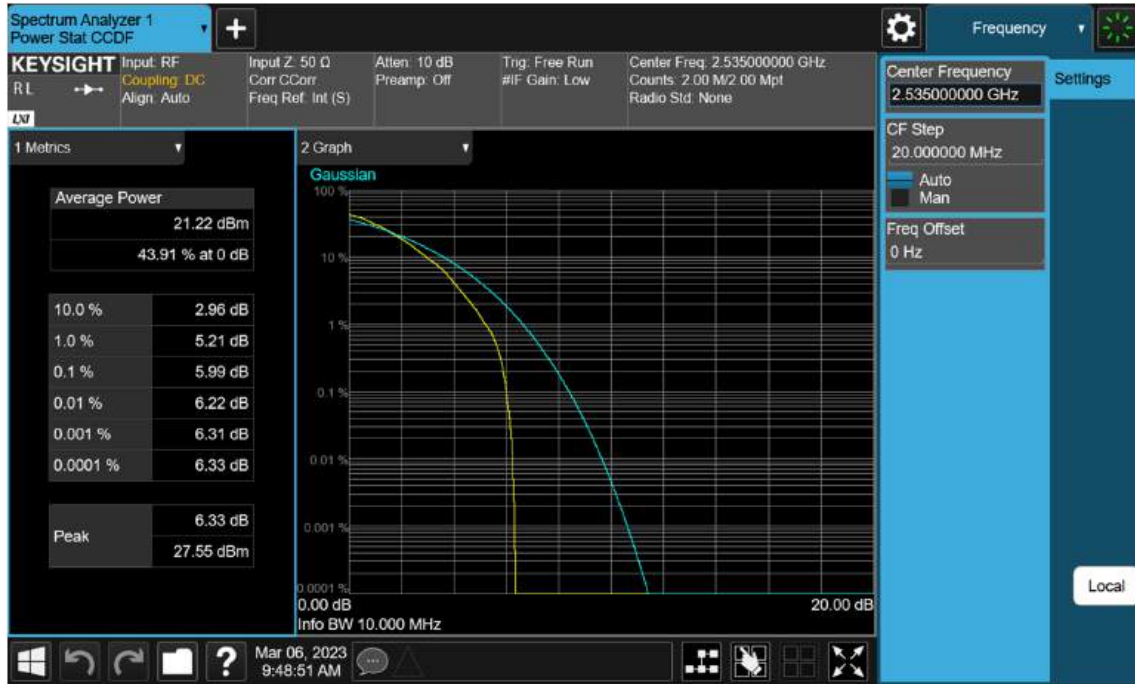 Spectrum Analyzer 1
Power Stat CCDF
Frequency
KEYSIGHT
RL
LXI
Input: RF
Coupling: DC
Align: Auto
Input Z: 50 Ω
Corr CCorr
Freq Ref: Int (S)
Atten: 10 dB
Preamp: Off
Trig: Free Run
#IF Gain: Low
Center Freq: 2.535000000 GHz
Counts: 2.00 M/2.00 Mpt
Radio Std: None
Center Frequency
2.535000000 GHz
Settings
CF Step
20.000000 MHz
Auto
Man
Freq Offset
0 Hz
1 Metrics
Average Power
21.22 dBm
43.91 % at 0 dB
10.0 % 2.96 dB
1.0 % 5.21 dB
0.1 % 5.99 dB
0.01 % 6.22 dB
0.001 % 6.31 dB
0.0001 % 6.33 dB
Peak
6.33 dB
27.55 dBm
2 Graph
Gaussian
100 %
10 %
1 %
0.1 %
0.01 %
0.001 %
0.0001 %
0.00 dB 20.00 dB
Info BW 10.000 MHz
Local
?
Mar 06, 2023
9:48:51 AM